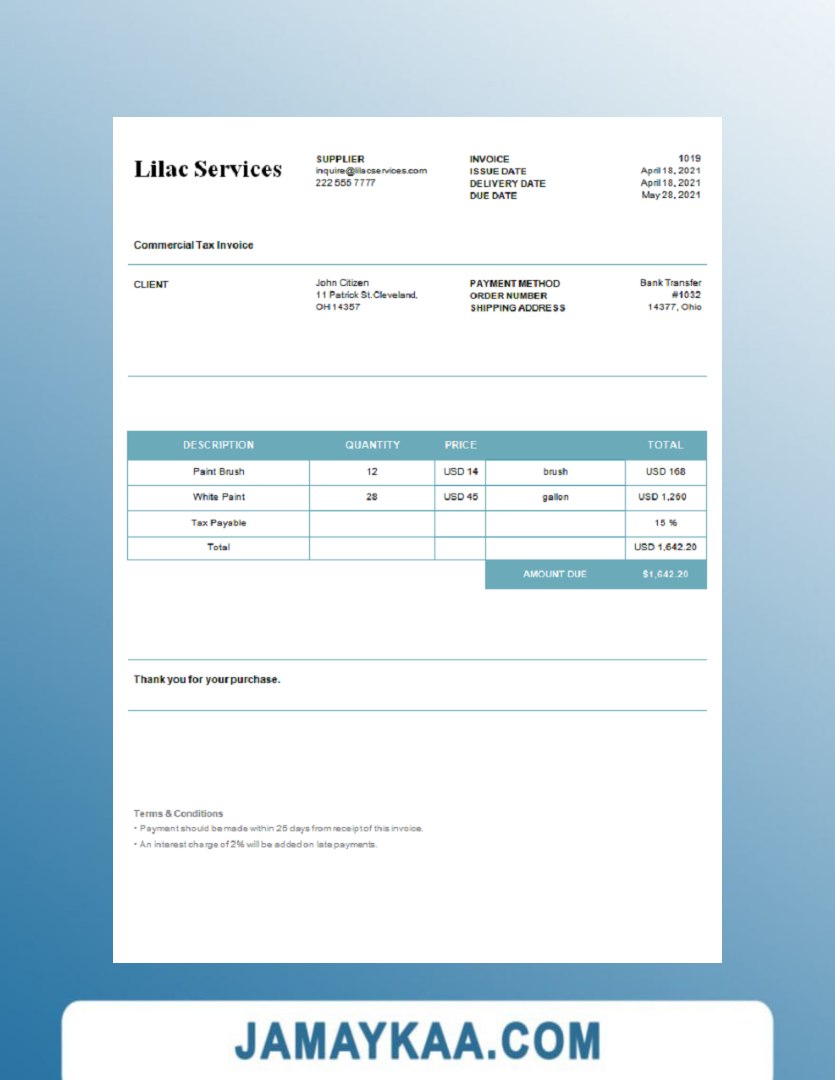 Lilac Services
SUPPLIER
inquire@lilacservices.com
222 555 7777
INVOICE 1019
ISSUE DATE April 18, 2021
DELIVERY DATE April 18, 2021
DUE DATE May 28, 2021
Commercial Tax Invoice
CLIENT
John Citizen
11 Patrick St.Cleveland,
OH 14357
PAYMENT METHOD Bank Transfer
ORDER NUMBER #1032
SHIPPING ADDRESS 14377, Ohio
DESCRIPTION QUANTITY PRICE TOTAL
Paint Brush 12 USD 14 brush USD 168
White Paint 28 USD 45 gallon USD 1,260
Tax Payable 15 %
Total USD 1,642.20
AMOUNT DUE $1,642.20
Thank you for your purchase.
Terms & Conditions
• Payment should be made within 25 days from receipt of this invoice.
• An interest charge of 2% will be added on late payments.
JAMAYKAA.COM